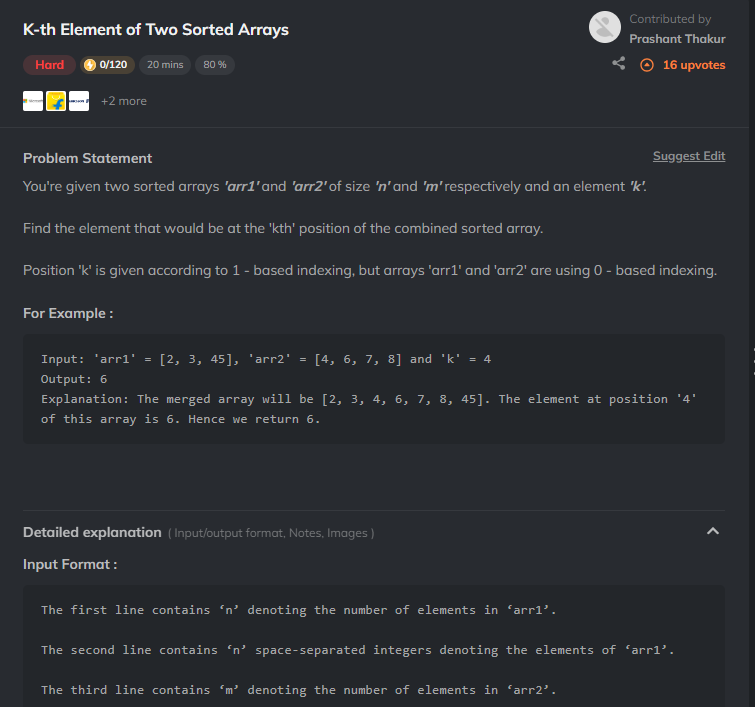 K-th Element of Two Sorted Arrays
Contributed by
Prashant Thakur
Hard
0/120
20 mins
80 %
16 upvotes
+2 more
Problem Statement
Suggest Edit
You're given two sorted arrays 'arr1' and 'arr2' of size 'n' and 'm' respectively and an element 'k'.
Find the element that would be at the 'kth' position of the combined sorted array.
Position 'k' is given according to 1 - based indexing, but arrays 'arr1' and 'arr2' are using 0 - based indexing.
For Example :
Input: 'arr1' = [2, 3, 45], 'arr2' = [4, 6, 7, 8] and 'k' = 4
Output: 6
Explanation: The merged array will be [2, 3, 4, 6, 7, 8, 45]. The element at position '4'
of this array is 6. Hence we return 6.
Detailed explanation ( Input/output format, Notes, Images )
Input Format :
The first line contains ‘n’ denoting the number of elements in ‘arr1’.
The second line contains ‘n’ space-separated integers denoting the elements of ‘arr1’.
The third line contains ‘m’ denoting the number of elements in ‘arr2’.